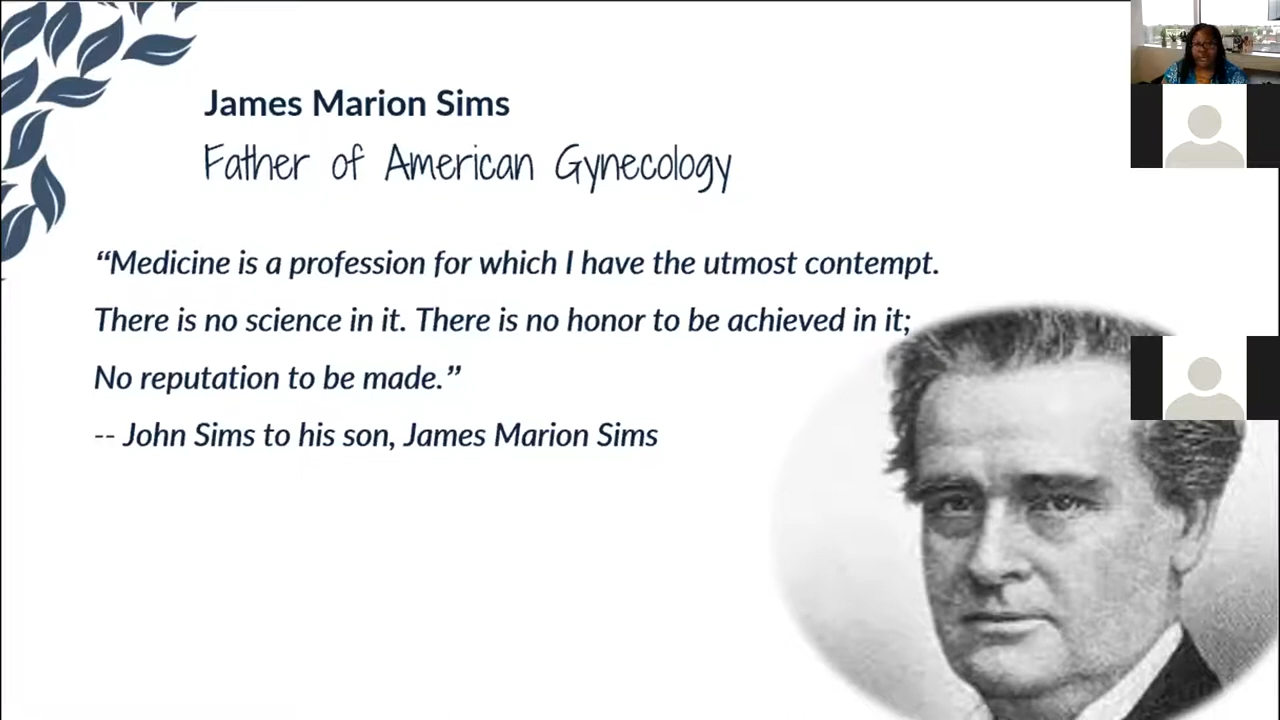 James Marion Sims
Father of American Gynecology
“Medicine is a profession for which I have the utmost contempt.
There is no science in it. There is no honor to be achieved in it;
No reputation to be made.”
-- John Sims to his son, James Marion Sims